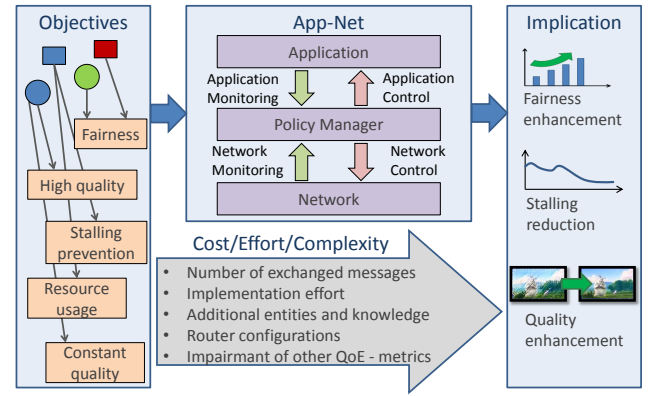 Objectives
Fairness
High quality
Stalling
prevention
Resource
usage
Constant
quality
App-Net
Application
Application
Monitoring
Application
Control
Policy Manager
Network
Monitoring
Network
Control
Network
Cost/Effort/Complexity
• Number of exchanged messages
• Implementation effort
• Additional entities and knowledge
• Router configurations
• Impairmant of other QoE - metrics
Implication
Fairness
enhancement
Stalling
reduction
Quality
enhancement